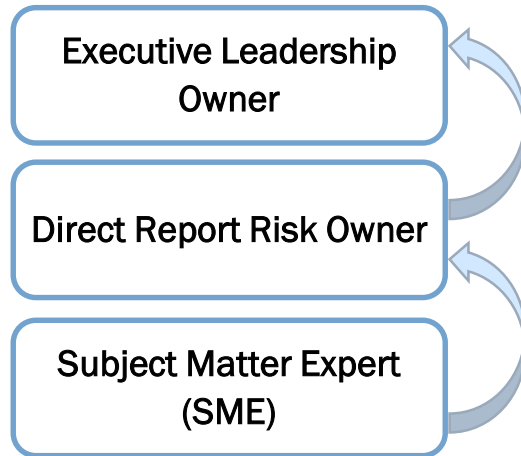 Executive Leadership
Owner
Direct Report Risk Owner
Subject Matter Expert
(SME)